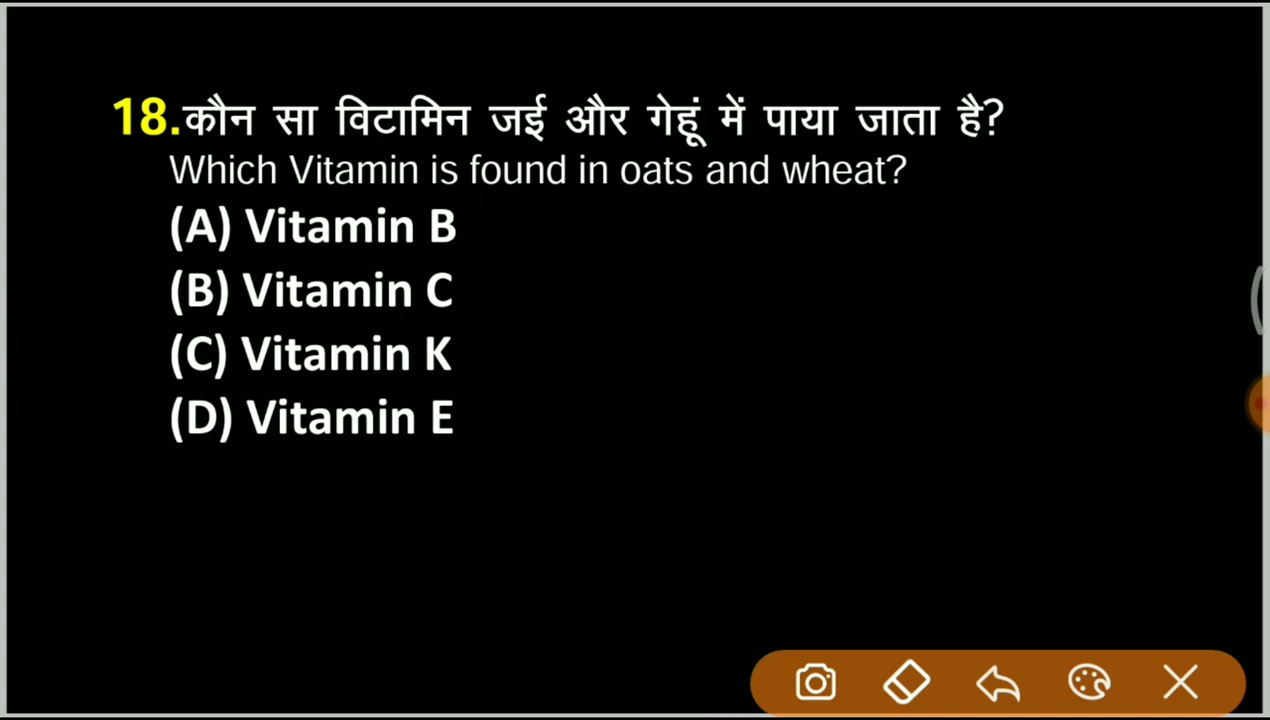 18.कौन सा विटामिन जई और गेहूं में पाया जाता है?
Which Vitamin is found in oats and wheat?
(A) Vitamin B
(B) Vitamin C
(C) Vitamin K
(D) Vitamin E